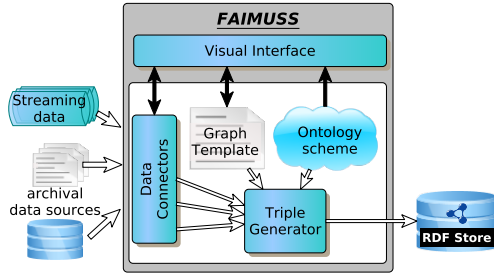 FAIMUSS
Visual Interface
Streaming
data
archival
data sources
Data
Connectors
Graph
Template
Ontology
scheme
Triple
Generator
RDF Store